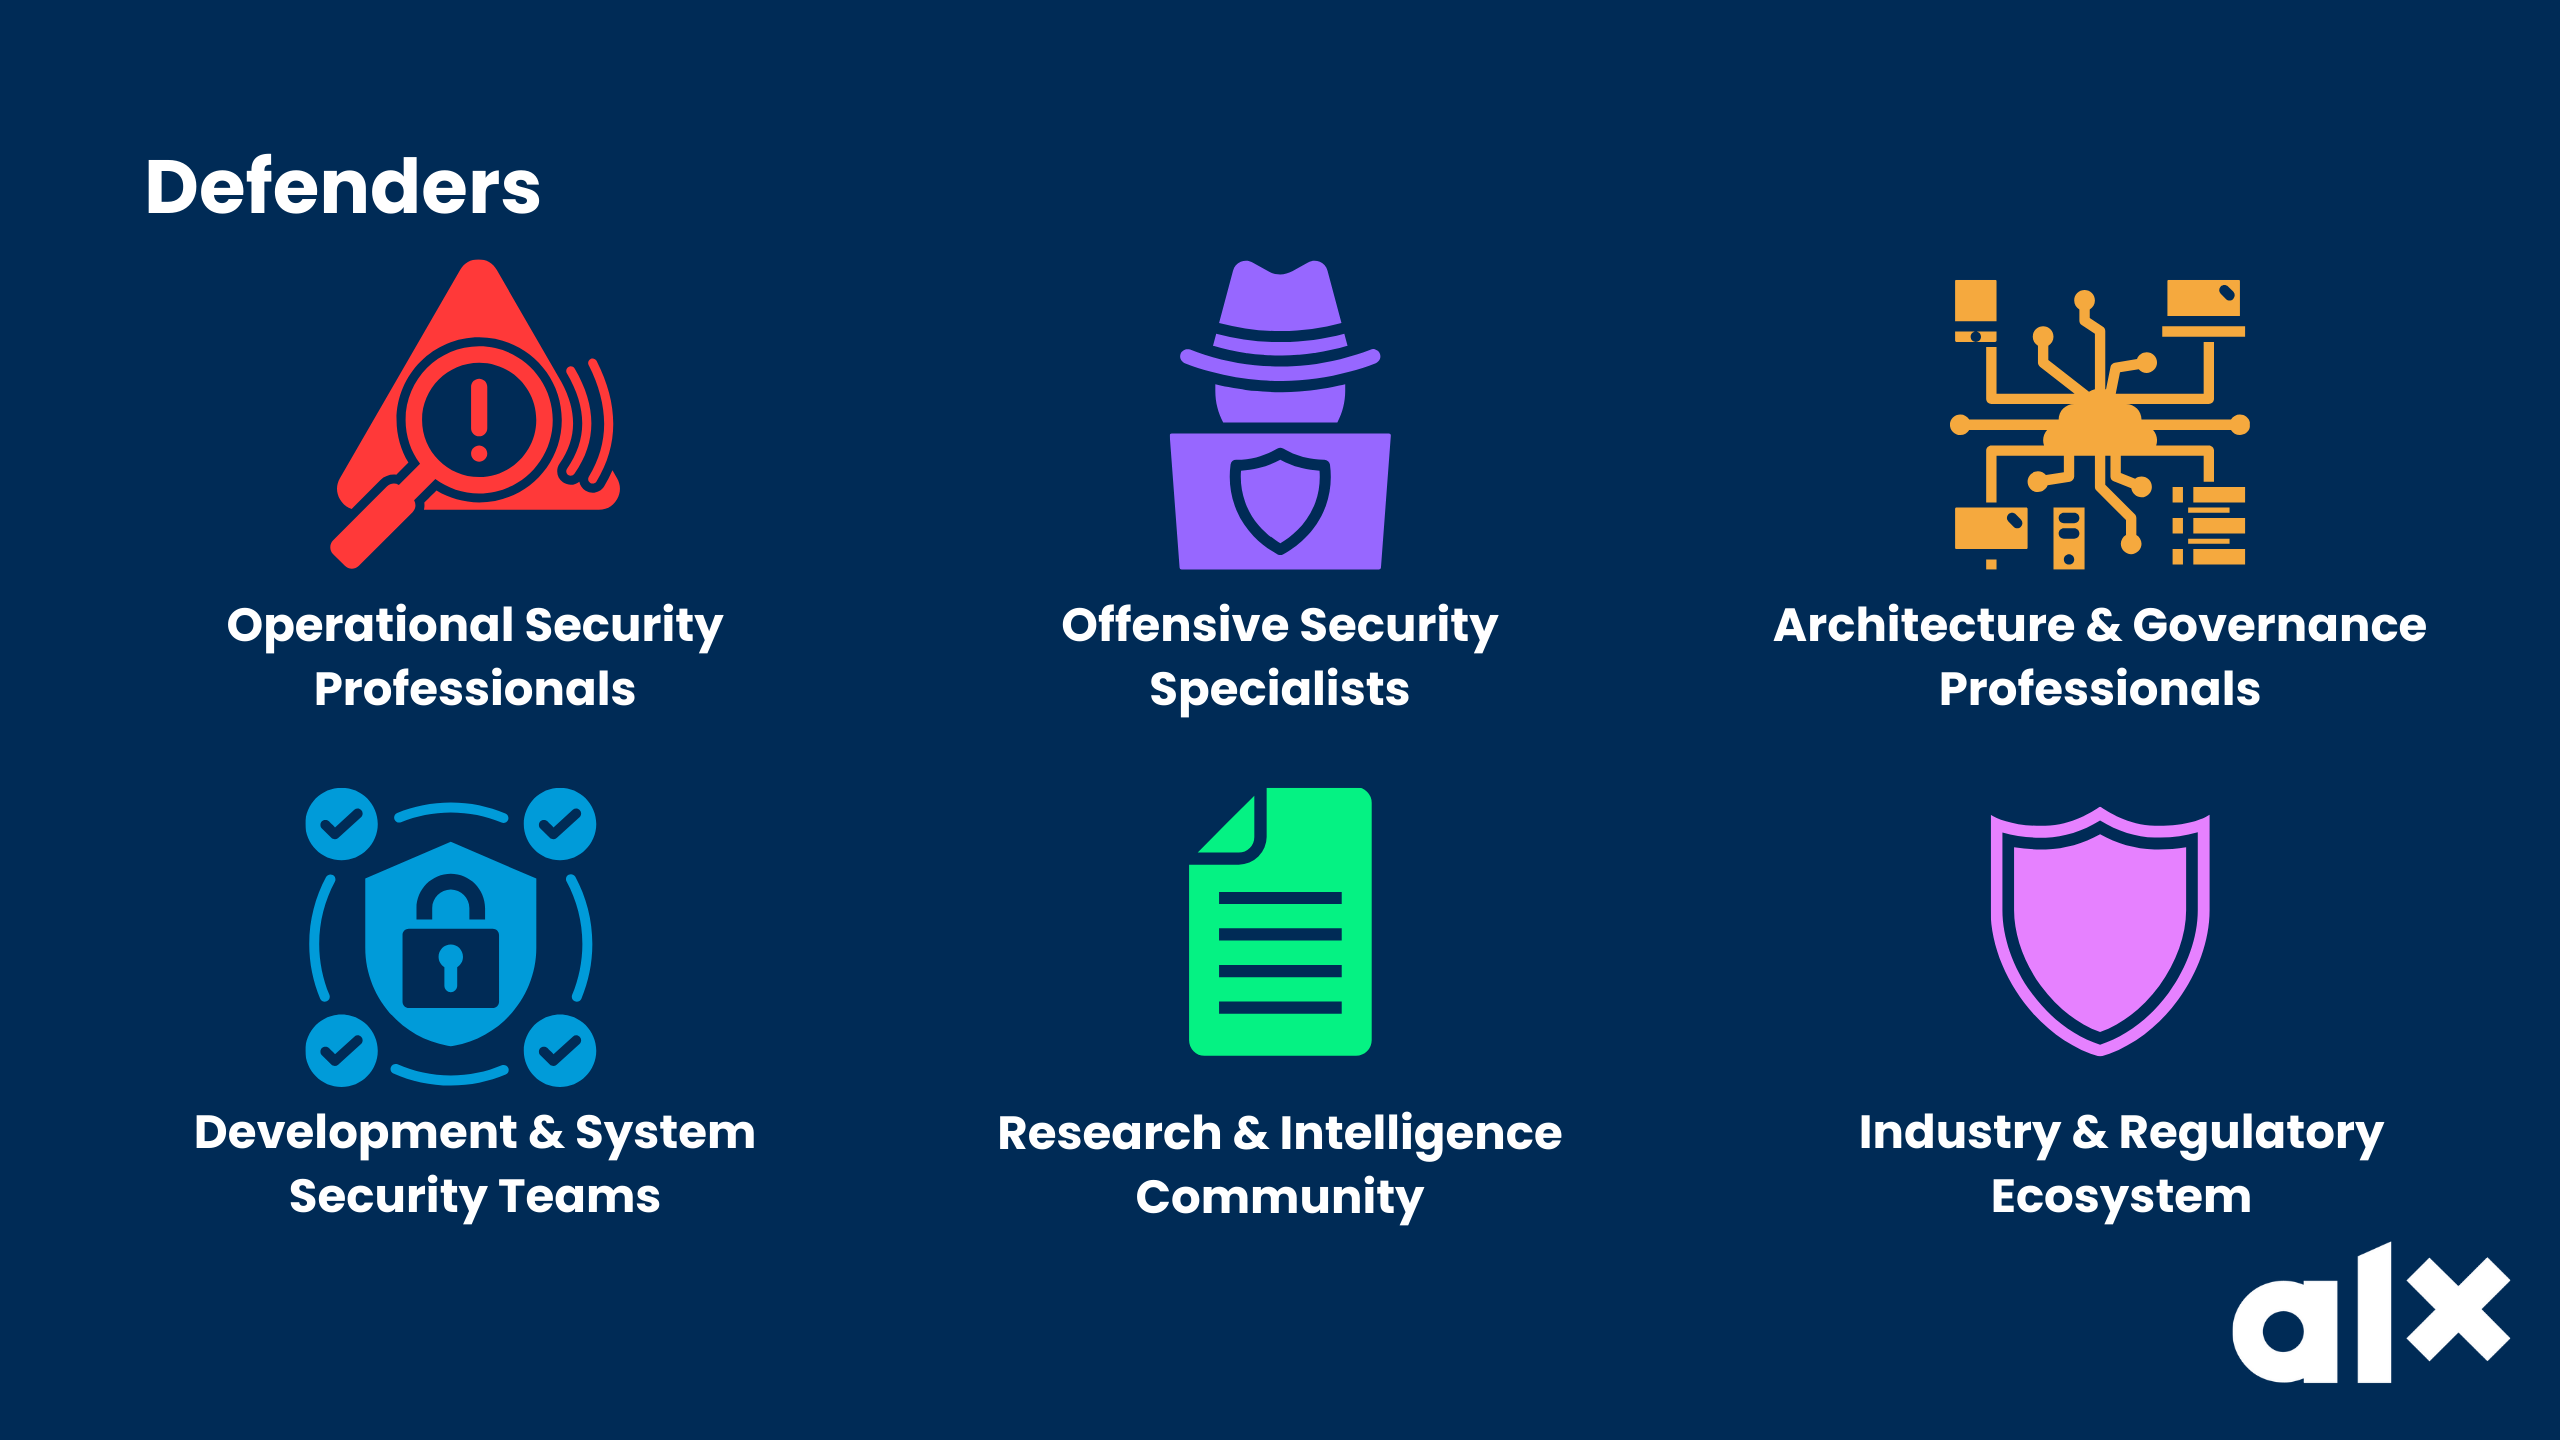 Defenders
Operational Security
Professionals
Offensive Security
Specialists
Architecture & Governance
Professionals
Development & System
Security Teams
Research & Intelligence
Community
Industry & Regulatory
Ecosystem
alx